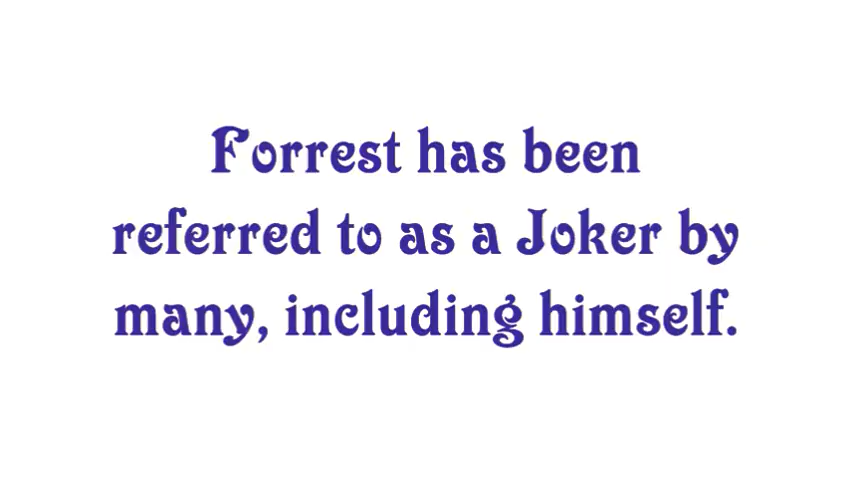 Forrest has been
referred to as a Joker by
many, including himself.